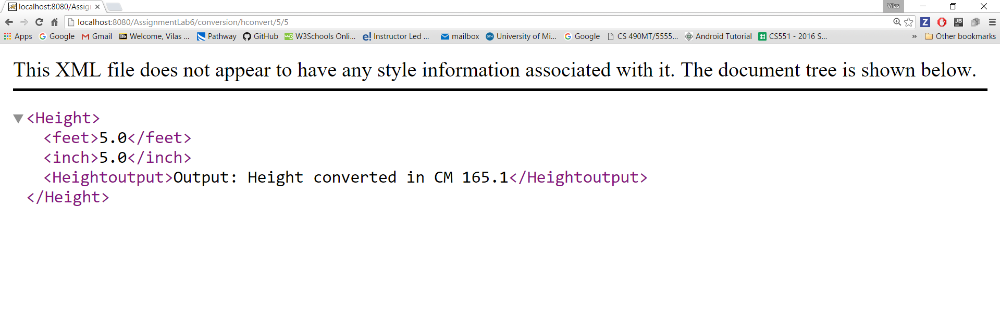 localhost:8080/Assig
Vilas
localhost:8080/AssignmentLab6/conversion/hconvert/5/5
Apps Google Gmail Bb Welcome, Vilas ... Pathway GitHub W3Schools Onli... e! Instructor Led ... mailbox University of Mi... Google CS 490MT/5555... Android Tutorial CS551 - 2016 S... » Other bookmarks
This XML file does not appear to have any style information associated with it. The document tree is shown below.
▼<Height>
<feet>5.0</feet>
<inch>5.0</inch>
<Heightoutput>Output: Height converted in CM 165.1</Heightoutput>
</Height>